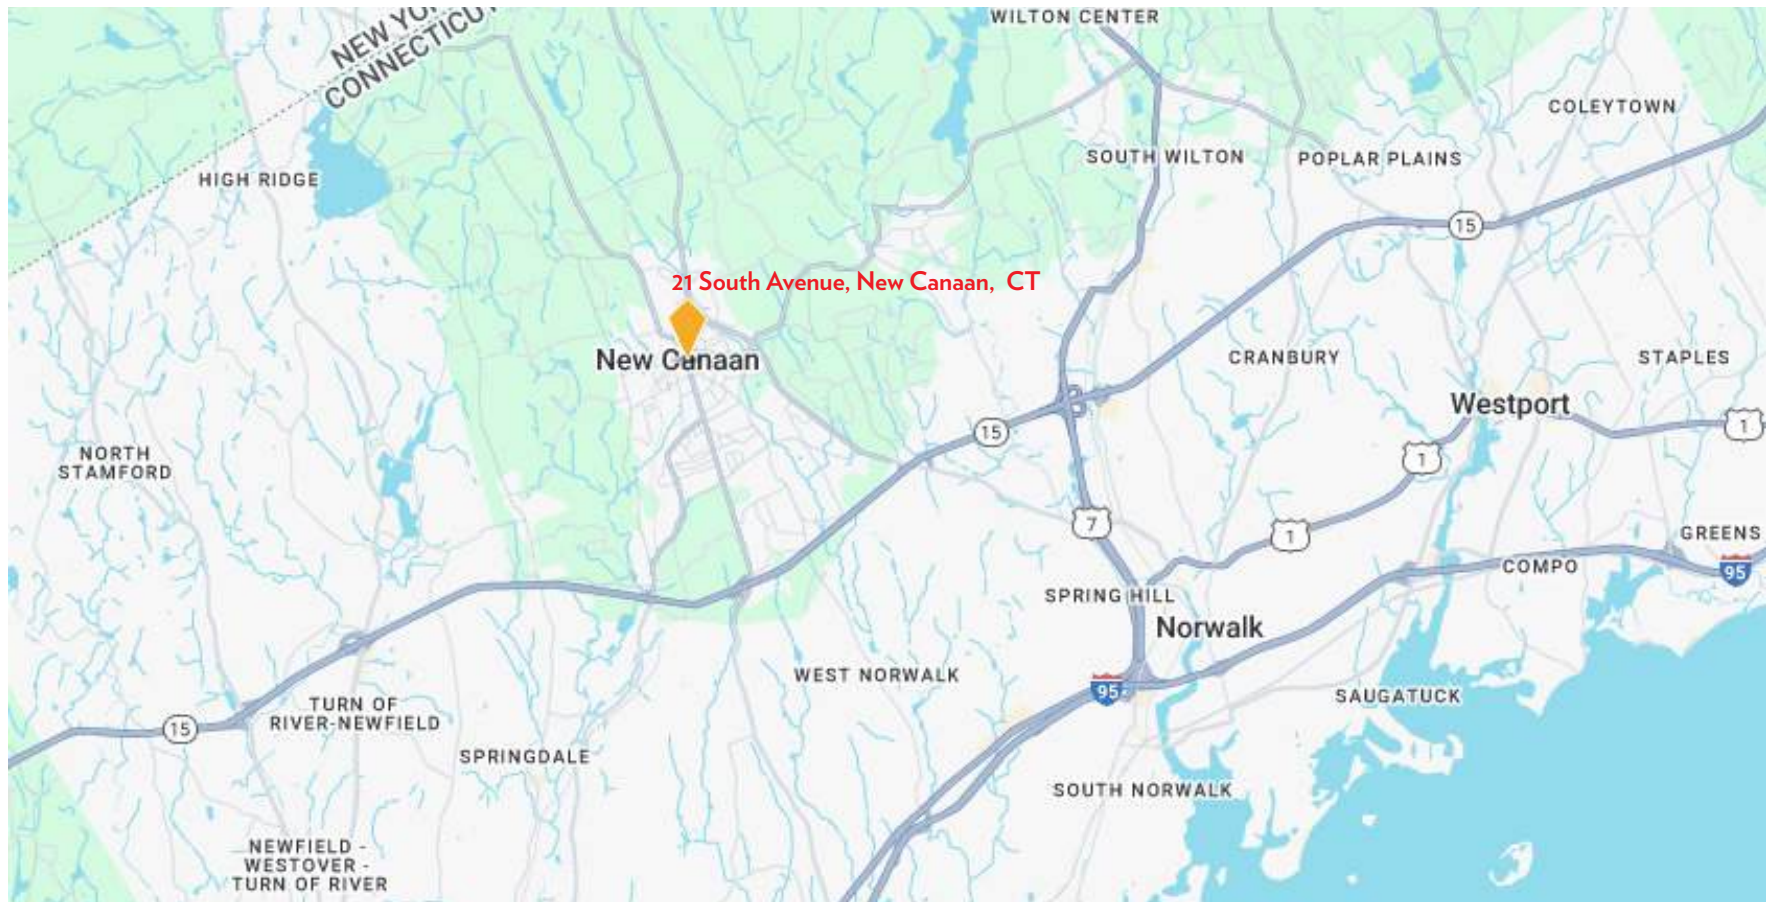 WILTON CENTER
NEW YOR
CONNECTICUT
COLEYTOWN
SOUTH WILTON
POPLAR PLAINS
HIGH RIDGE
15
21 South Avenue, New Canaan, CT
New Canaan
CRANBURY
STAPLES
Westport
1
15
1
NORTH
STAMFORD
7
1
GREENS
COMPO
95
SPRING HILL
Norwalk
WEST NORWALK
95
SAUGATUCK
TURN OF
RIVER-NEWFIELD
15
SPRINGDALE
SOUTH NORWALK
NEWFIELD -
WESTOVER -
TURN OF RIVER